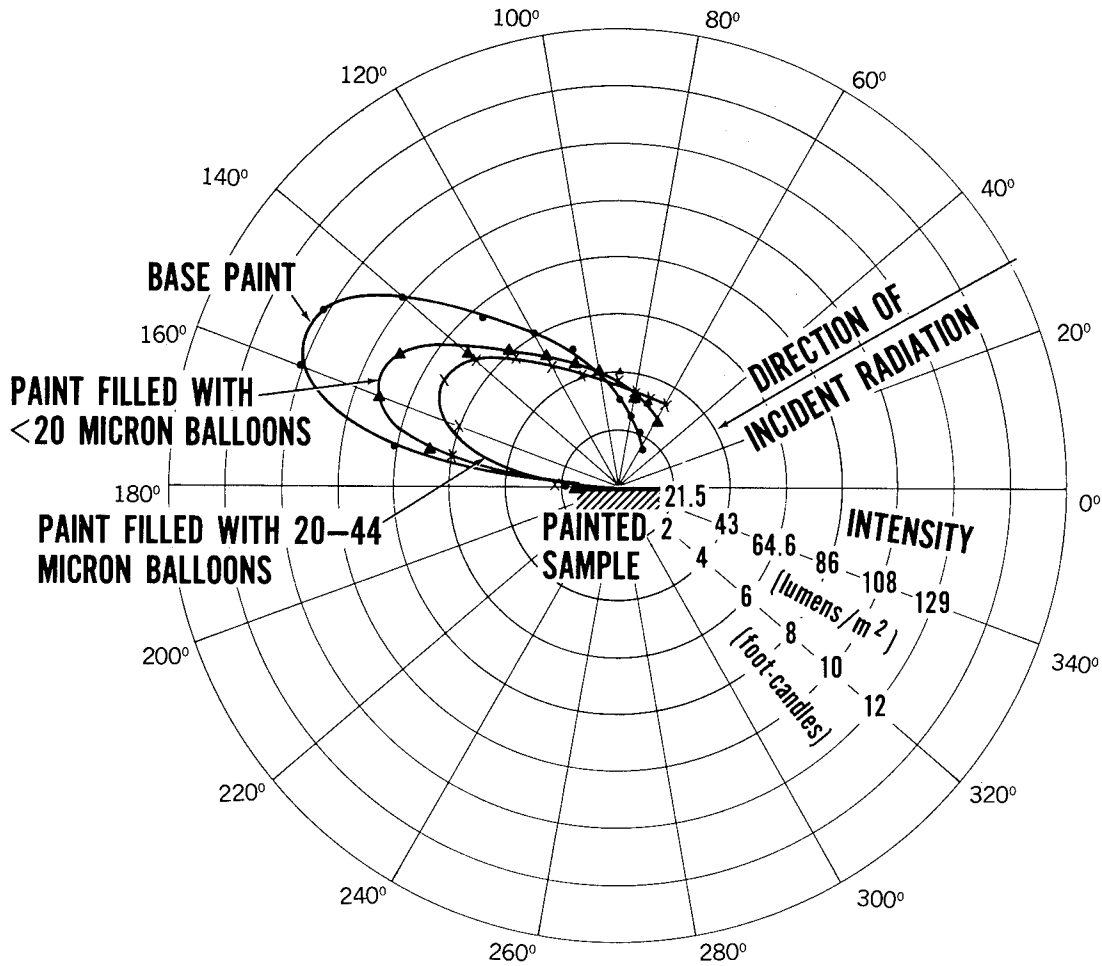 100°
80°
120°
60°
140°
40°
BASE PAINT
160°
20°
DIRECTION OF
INCIDENT RADIATION
PAINT FILLED WITH
<20 MICRON BALLOONS
180°
0°
PAINT FILLED WITH 20–44
MICRON BALLOONS
PAINTED
SAMPLE
INTENSITY
21.5
43
64.6
86
108
129
(lumens/m²)
2
4
6
8
10
12
(foot-candles)
200°
340°
220°
320°
240°
300°
260°
280°